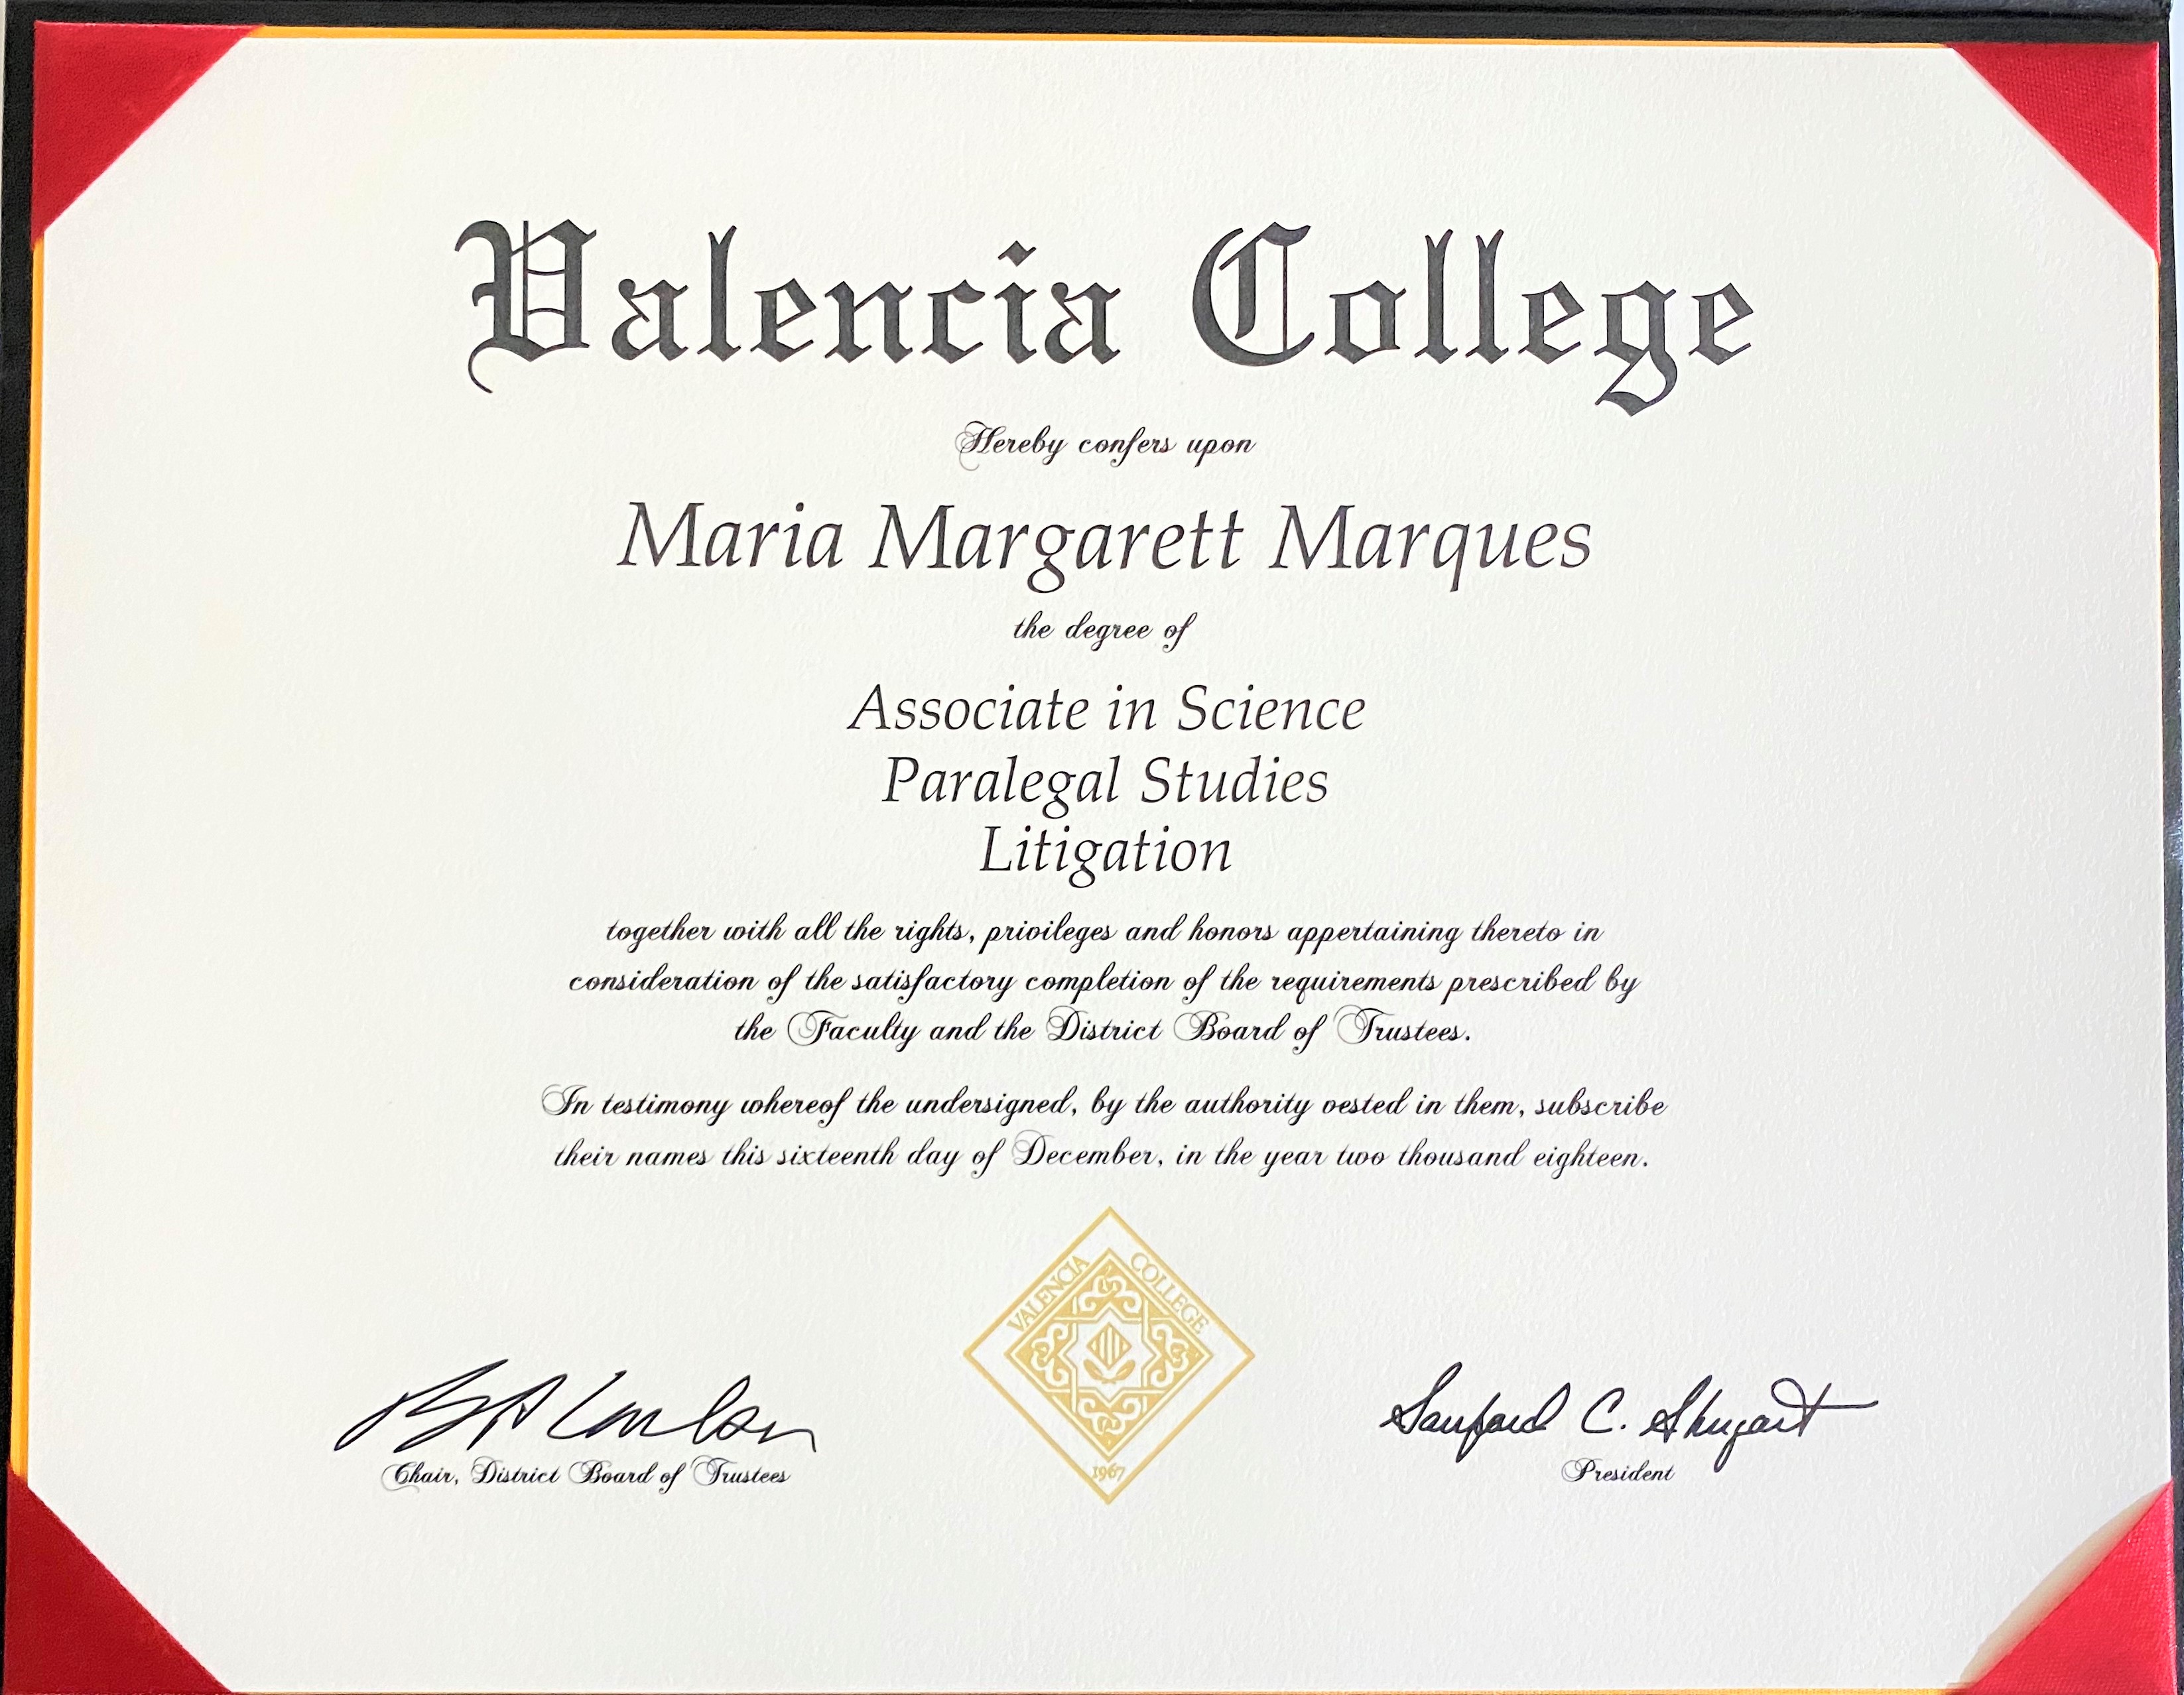 Valencia College
Hereby confers upon
Maria Margarett Marques
the degree of
Associate in Science
Paralegal Studies
Litigation
together with all the rights, privileges and honors appertaining thereto in
consideration of the satisfactory completion of the requirements prescribed by
the Faculty and the District Board of Trustees.
In testimony whereof the undersigned, by the authority vested in them, subscribe
their names this sixteenth day of December, in the year two thousand eighteen.
VALENCIA COLLEGE
1967
Chair, District Board of Trustees
Sanford C. Shugart
President